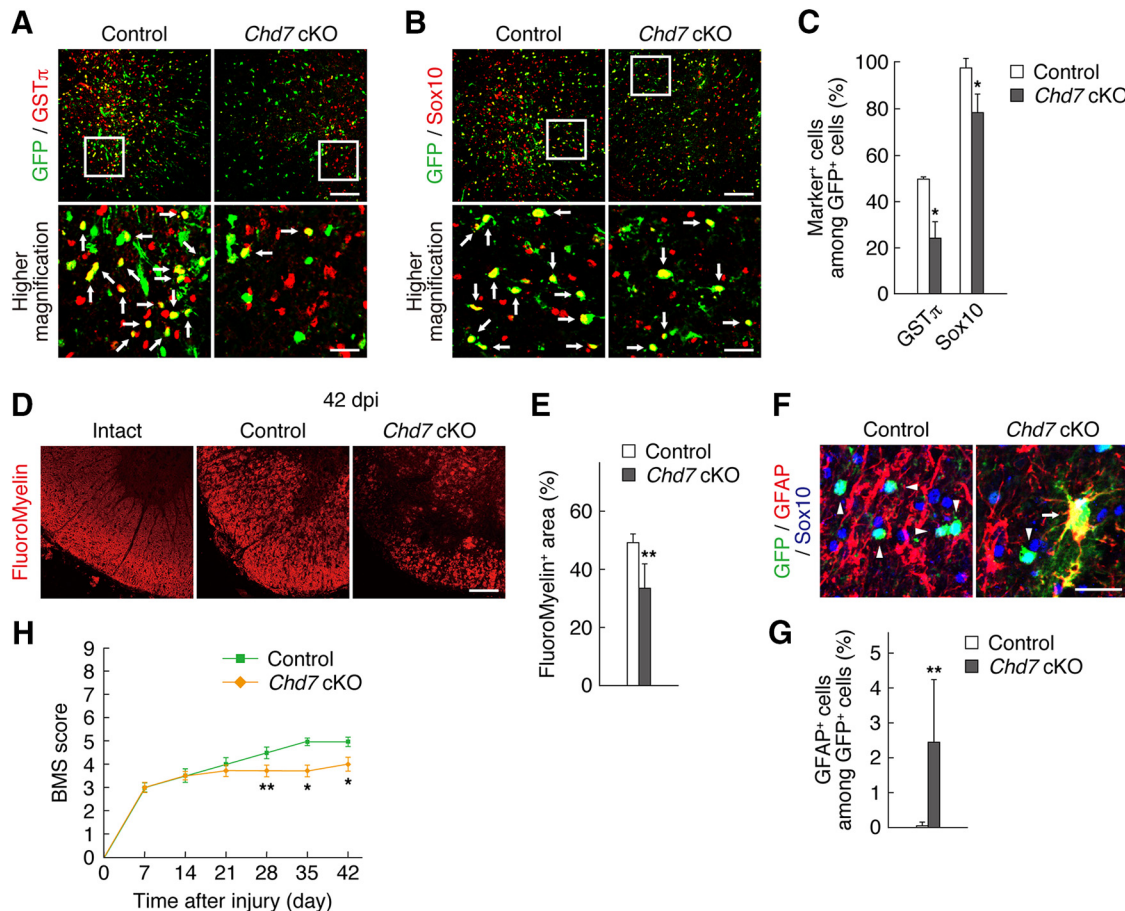 A
Control
Chd7 cKO
GFP / GSTπ
Higher
magnification
B
Control
Chd7 cKO
GFP / Sox10
Higher
magnification
C
Control
Chd7 cKO
Marker+ cells
among GFP+ cells (%)
100
80
60
40
20
0
*
*
GSTπ
Sox10
D
42 dpi
Intact
Control
Chd7 cKO
FluoroMyelin
E
Control
Chd7 cKO
FluoroMyelin+ area (%)
60
40
60
0
**
F
Control
Chd7 cKO
GFP / GFAP
/ Sox10
G
Control
Chd7 cKO
GFAP+ cells
among GFP+ cells (%)
5
4
3
2
1
0
**
H
Control
Chd7 cKO
BMS score
9
8
7
6
5
4
3
2
1
0
**
*
*
0 7 14 21 28 35 42
Time after injury (day)